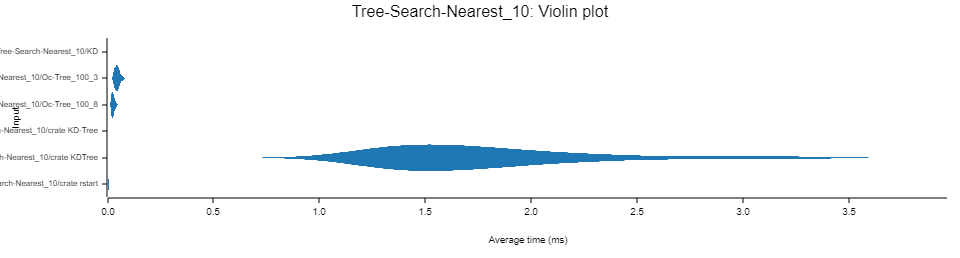 Tree-Search-Nearest_10: Violin plot
ree-Search-Nearest_10/KD
Nearest_10/Oc-Tree_100_3
Nearest_10/Oc-Tree_100_8
Input
-Nearest_10/crate KD-Tree
h-Nearest_10/crate KDTree
arch-Nearest_10/crate rstart
0.0 0.5 1.0 1.5 2.0 2.5 3.0 3.5
Average time (ms)